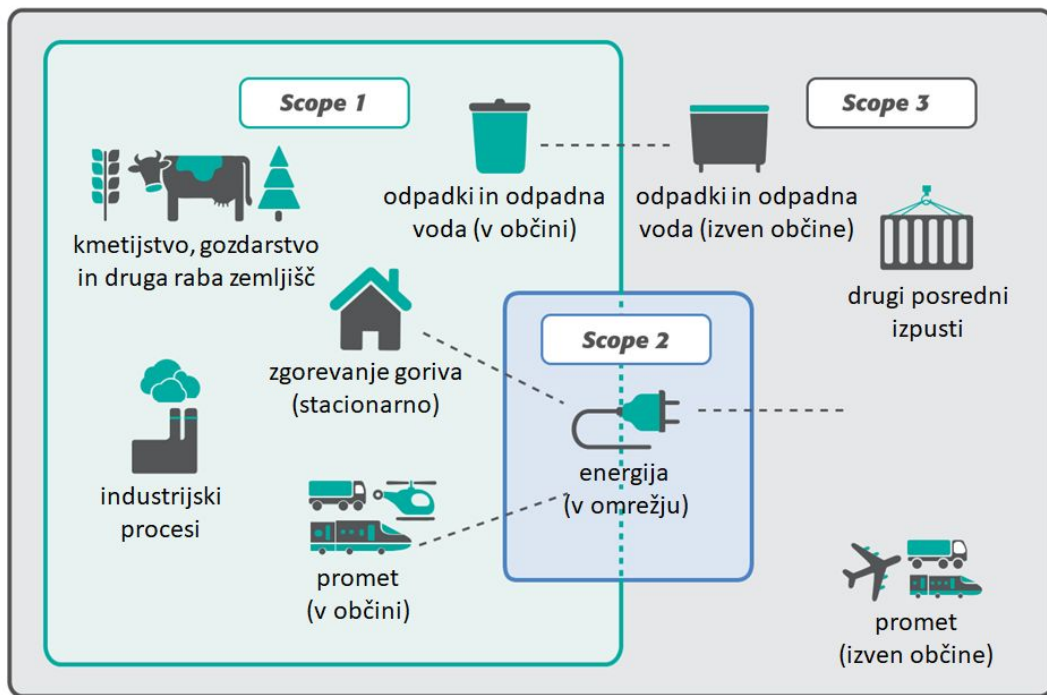 Scope 1
Scope 3
odpadki in odpadna
voda (v občini)
odpadki in odpadna
voda (izven občine)
kmetijstvo, gozdarstvo
in druga raba zemljišč
drugi posredni
izpusti
Scope 2
zgorevanje goriva
(stacionarno)
energija
(v omrežju)
industrijski
procesi
promet
(v občini)
promet
(izven občine)